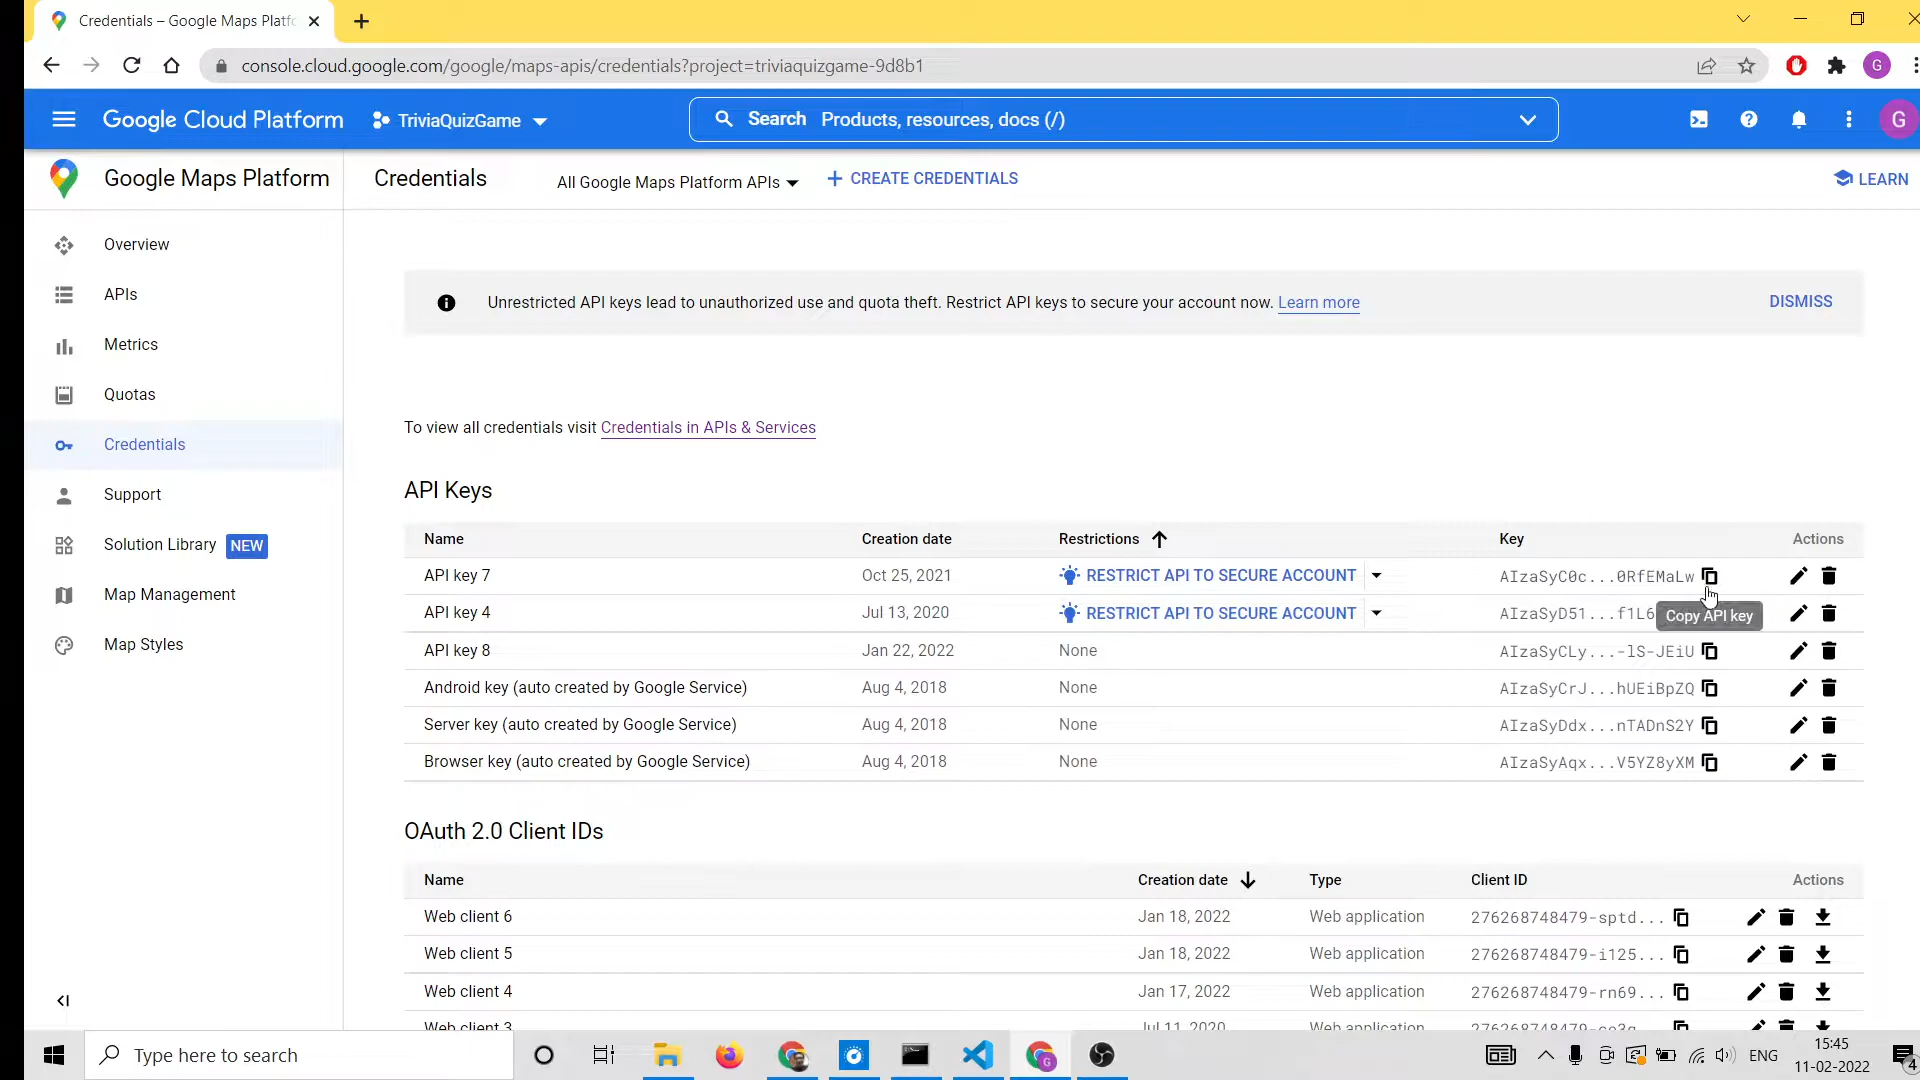 Credentials – Google Maps Platfo
console.cloud.google.com/google/maps-apis/credentials?project=triviaquizgame-9d8b1
G
Google Cloud Platform
TriviaQuizGame
Search Products, resources, docs (/)
G
Google Maps Platform
Credentials
All Google Maps Platform APIs
+ CREATE CREDENTIALS
LEARN
Overview
APIs
Metrics
Quotas
Credentials
Support
Solution Library NEW
Map Management
Map Styles
Unrestricted API keys lead to unauthorized use and quota theft. Restrict API keys to secure your account now. Learn more
DISMISS
To view all credentials visit Credentials in APIs & Services
API Keys
Name Creation date Restrictions Key Actions
API key 7 Oct 25, 2021 RESTRICT API TO SECURE ACCOUNT AIzaSyC0c...0RfEMaLw
API key 4 Jul 13, 2020 RESTRICT API TO SECURE ACCOUNT AIzaSyD51...f1L6
Copy API key
API key 8 Jan 22, 2022 None AIzaSyCLy...-lS-JEiU
Android key (auto created by Google Service) Aug 4, 2018 None AIzaSyCrJ...hUEiBpZQ
Server key (auto created by Google Service) Aug 4, 2018 None AIzaSyDdx...nTADnS2Y
Browser key (auto created by Google Service) Aug 4, 2018 None AIzaSyAqx...V5YZ8yXM
OAuth 2.0 Client IDs
Name Creation date Type Client ID Actions
Web client 6 Jan 18, 2022 Web application 276268748479-sptd...
Web client 5 Jan 18, 2022 Web application 276268748479-i125...
Web client 4 Jan 17, 2022 Web application 276268748479-rn69...
Web client 3 Jul 11, 2020 Web application 276268748479-
Type here to search
ENG
15:45
11-02-2022
4